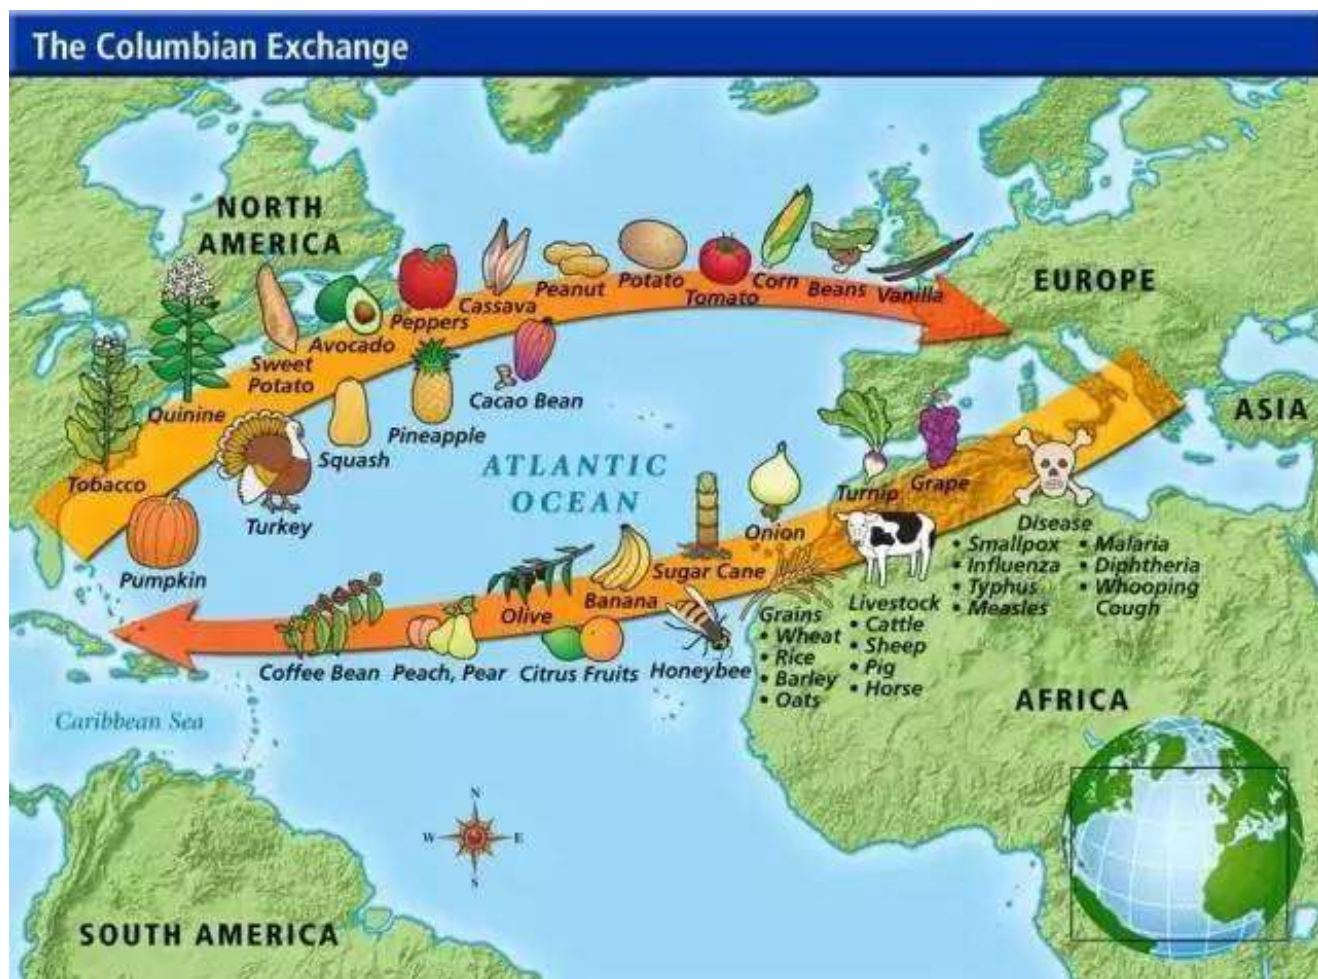 The Columbian Exchange
NORTH
AMERICA
EUROPE
ASIA
Quinine
Sweet
Potato
Avocado
Peppers
Cassava
Peanut
Potato
Tomato
Corn
Beans
Vanilla
Tobacco
Pumpkin
Turkey
Squash
Pineapple
Cacao Bean
ATLANTIC
OCEAN
Coffee Bean
Peach, Pear
Olive
Citrus Fruits
Banana
Honeybee
Sugar Cane
Onion
Grains
• Wheat
• Rice
• Barley
• Oats
Turnip
Livestock
• Cattle
• Sheep
• Pig
• Horse
Grape
Disease
• Smallpox
• Influenza
• Typhus
• Measles
• Malaria
• Diphtheria
• Whooping
Cough
AFRICA
Caribbean Sea
SOUTH AMERICA
N
W
E
S